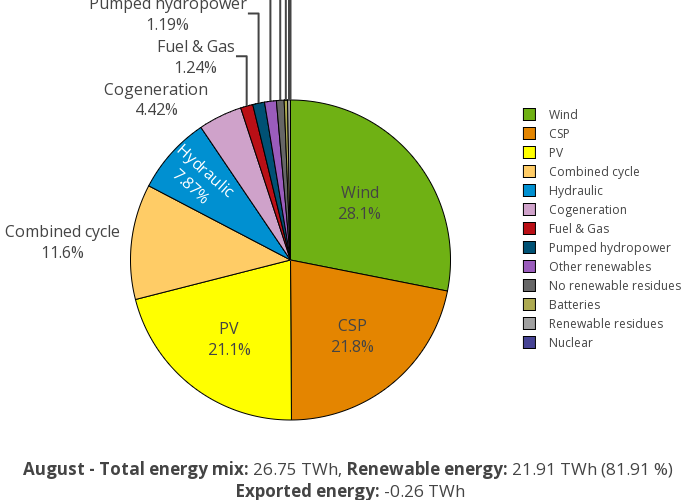 Pumped hydropower
1.19%
Fuel & Gas
1.24%
Cogeneration
4.42%
Hydraulic
7.87%
Combined cycle
11.6%
Wind
28.1%
PV
21.1%
CSP
21.8%
Wind
CSP
PV
Combined cycle
Hydraulic
Cogeneration
Fuel & Gas
Pumped hydropower
Other renewables
No renewable residues
Batteries
Renewable residues
Nuclear
August - Total energy mix: 26.75 TWh, Renewable energy: 21.91 TWh (81.91 %)
Exported energy: -0.26 TWh